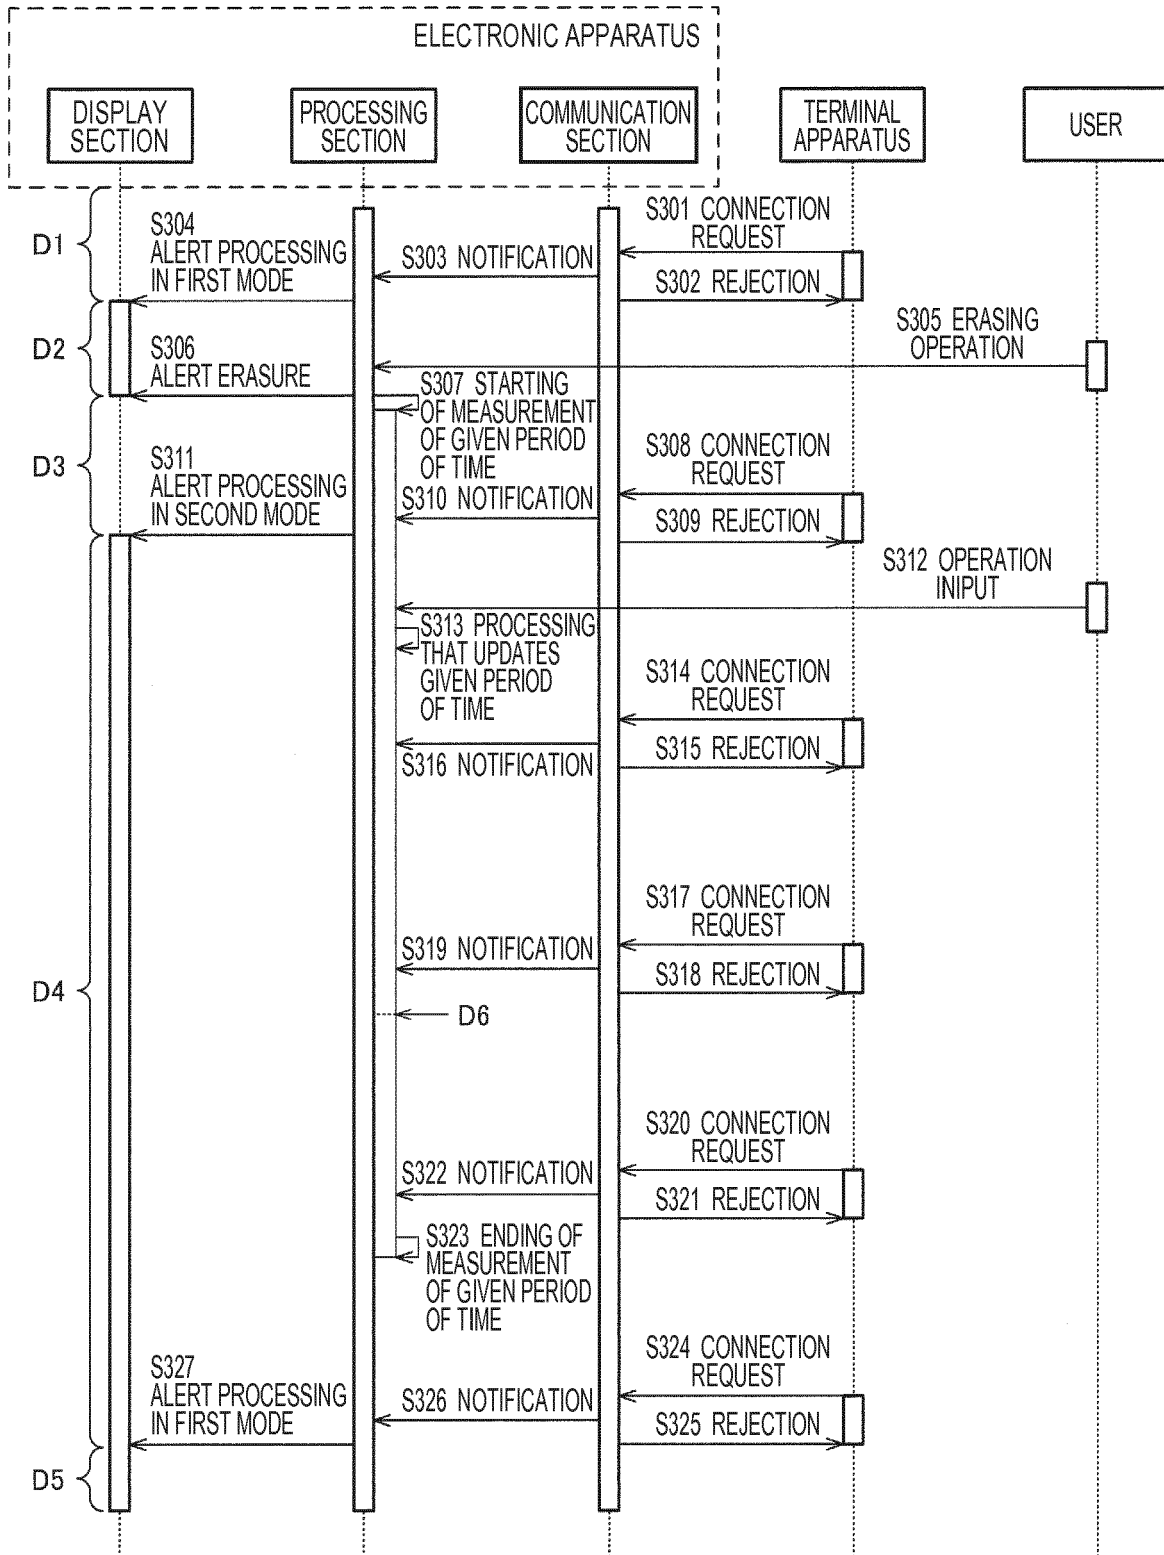 ELECTRONIC APPARATUS
DISPLAY
SECTION
PROCESSING
SECTION
COMMUNICATION
SECTION
TERMINAL
APPARATUS
USER
D1
S304
ALERT PROCESSING
IN FIRST MODE
S303 NOTIFICATION
S301 CONNECTION
REQUEST
S302 REJECTION
D2
S306
ALERT ERASURE
S305 ERASING
OPERATION
S307 STARTING
OF MEASUREMENT
OF GIVEN PERIOD
OF TIME
D3
S311
ALERT PROCESSING
IN SECOND MODE
S310 NOTIFICATION
S308 CONNECTION
REQUEST
S309 REJECTION
S312 OPERATION
INIPUT
S313 PROCESSING
THAT UPDATES
GIVEN PERIOD
OF TIME
S314 CONNECTION
REQUEST
S315 REJECTION
S316 NOTIFICATION
S317 CONNECTION
REQUEST
S319 NOTIFICATION
S318 REJECTION
D4
D6
S320 CONNECTION
REQUEST
S322 NOTIFICATION
S321 REJECTION
S323 ENDING OF
MEASUREMENT
OF GIVEN PERIOD
OF TIME
S324 CONNECTION
REQUEST
S327
ALERT PROCESSING
IN FIRST MODE
S326 NOTIFICATION
S325 REJECTION
D5